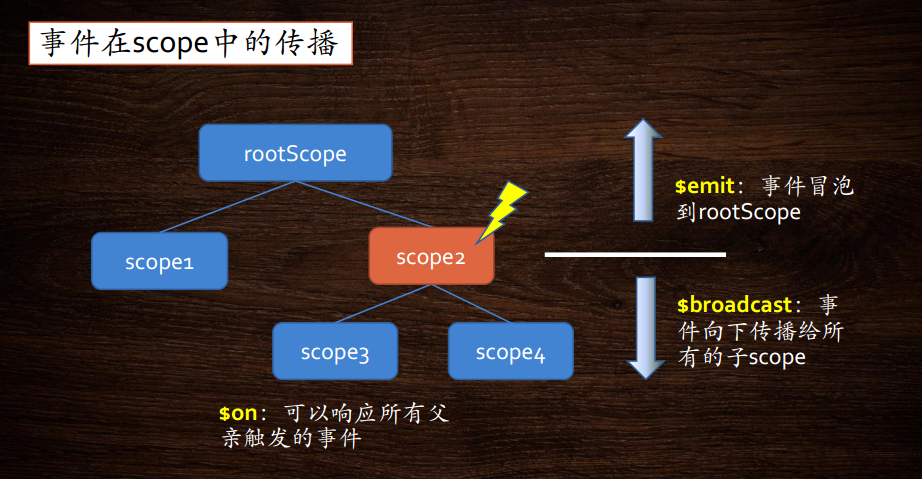 事件在scope中的传播
rootScope
$emit：事件冒泡
到rootScope
scope1
scope2
$broadcast：事
件向下传播给所
有的子scope
scope3
scope4
$on：可以响应所有父
亲触发的事件